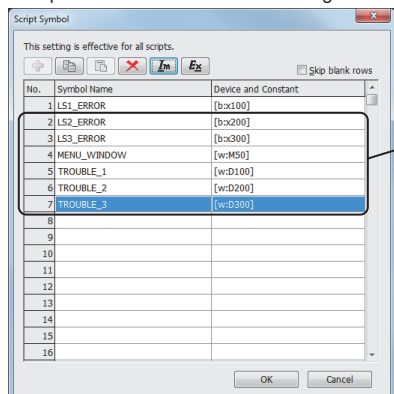 Script Symbol
This setting is effective for all scripts.
Im Ex Skip blank rows
No. Symbol Name Device and Constant
1 LS1_ERROR [b:x100]
2 LS2_ERROR [b:x200]
3 LS3_ERROR [b:x300]
4 MENU_WINDOW [w:M50]
5 TROUBLE_1 [w:D100]
6 TROUBLE_2 [w:D200]
7 TROUBLE_3 [w:D300]
8
9
10
11
12
13
14
15
16
OK Cancel